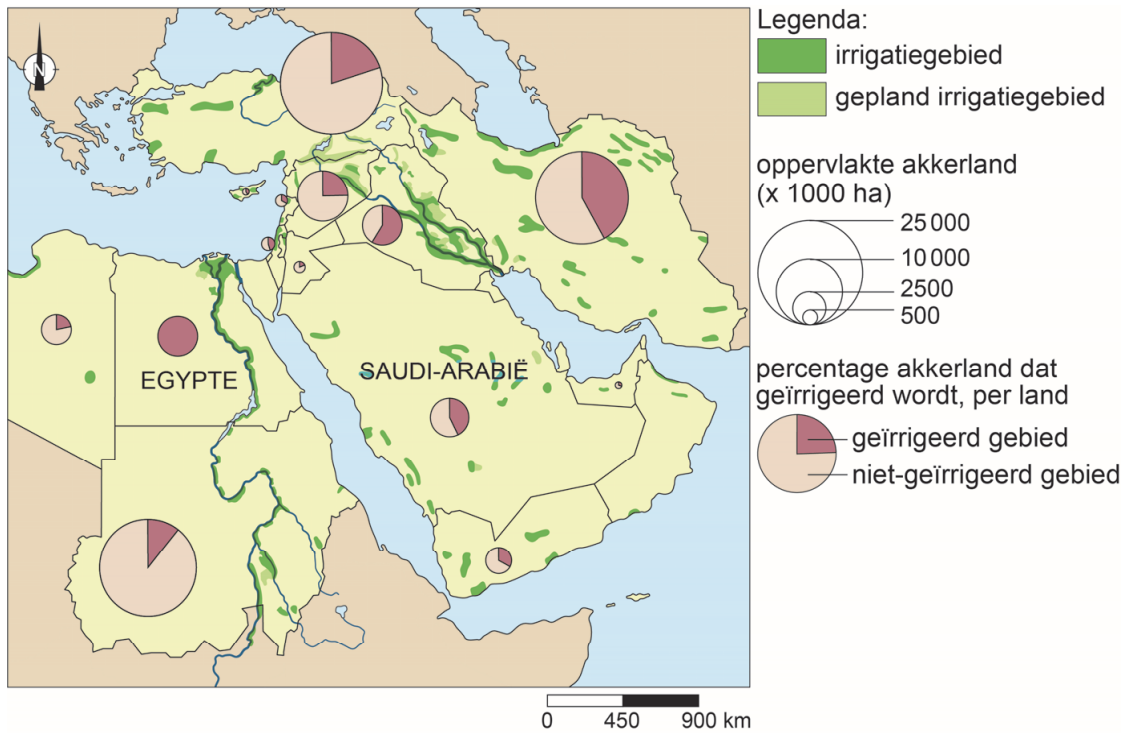 N
EGYPTE
SAUDI-ARABIË
Legenda:
irrigatiegebied
gepland irrigatiegebied
oppervlakte akkerland
(x 1000 ha)
25 000
10 000
2500
500
percentage akkerland dat
geïrrigeerd wordt, per land
geïrrigeerd gebied
niet-geïrrigeerd gebied
0 450 900 km